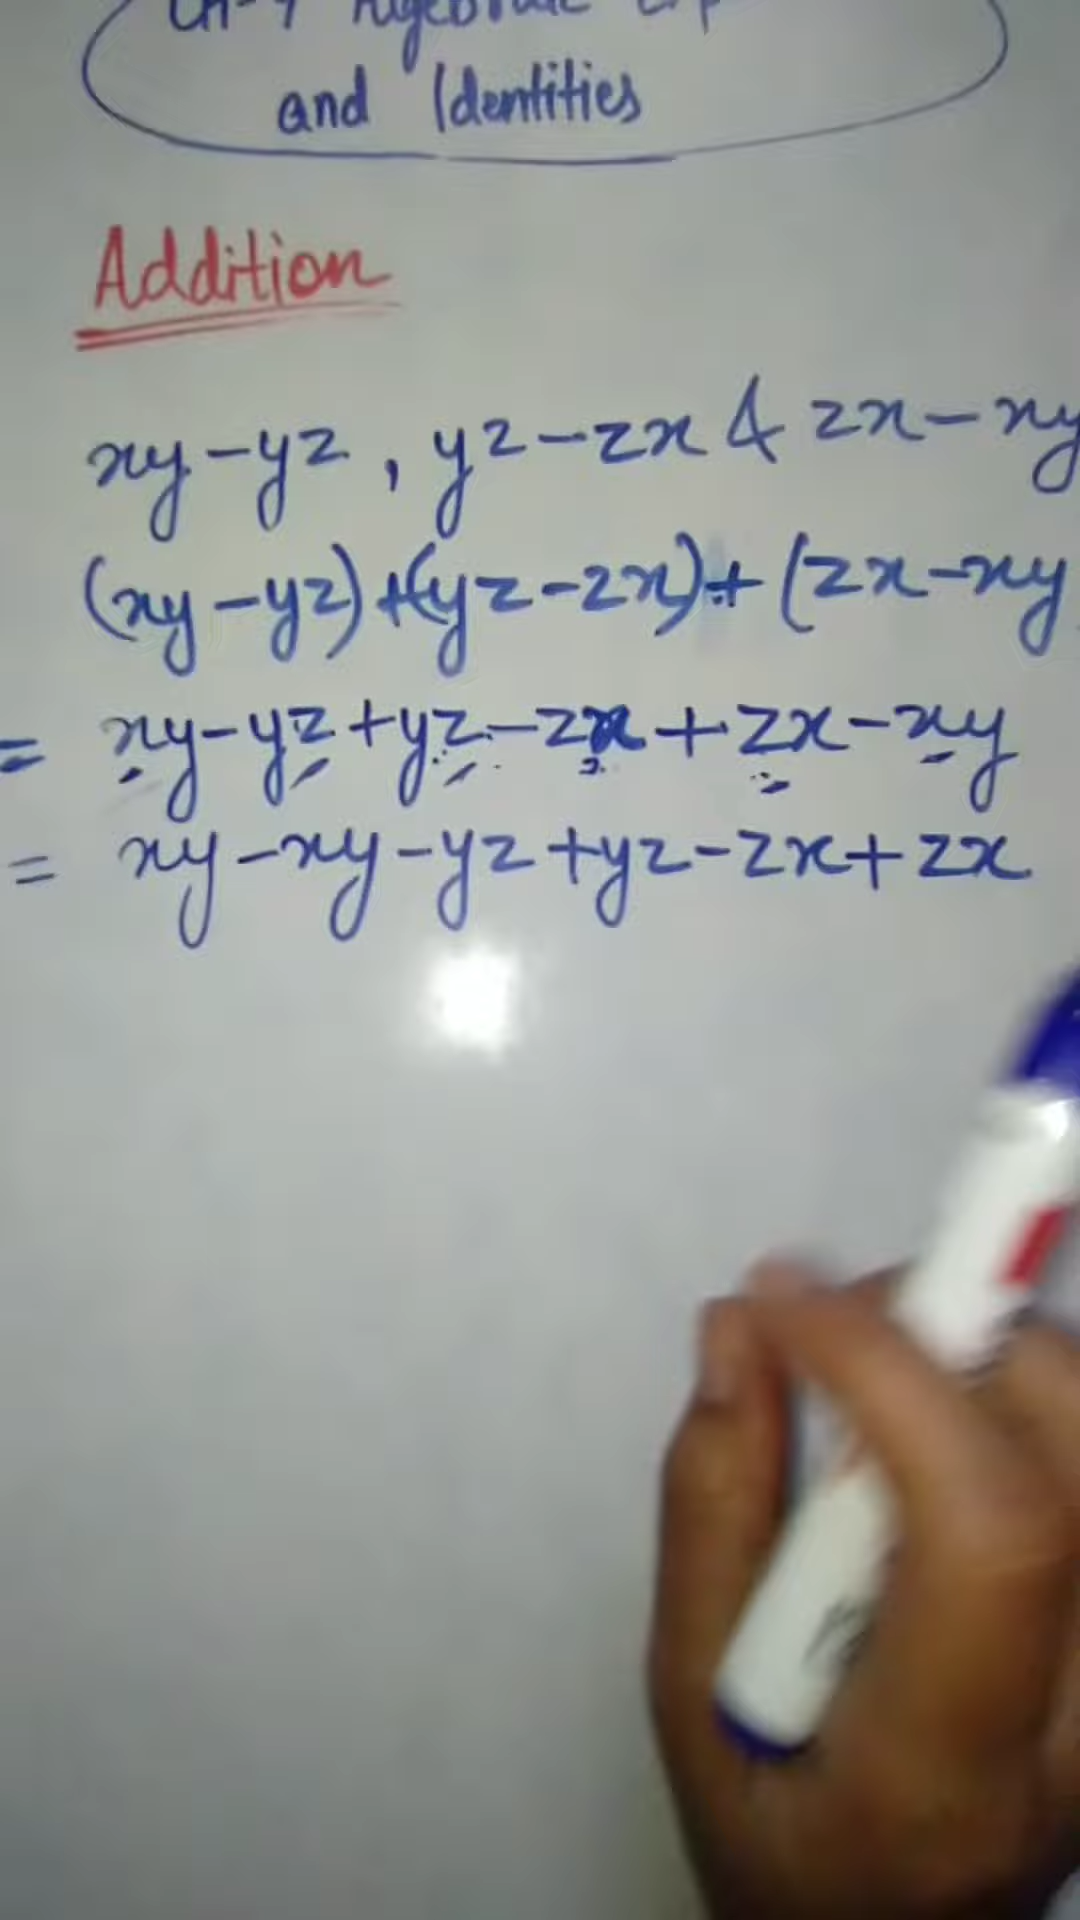 and Identities
Addition
xy-yz, yz-zx & zx-xy
(xy-yz)+(yz-zx)+(zx-xy
= xy-yz+yz-zx+zx-xy
= xy-xy-yz+yz-zx+zx